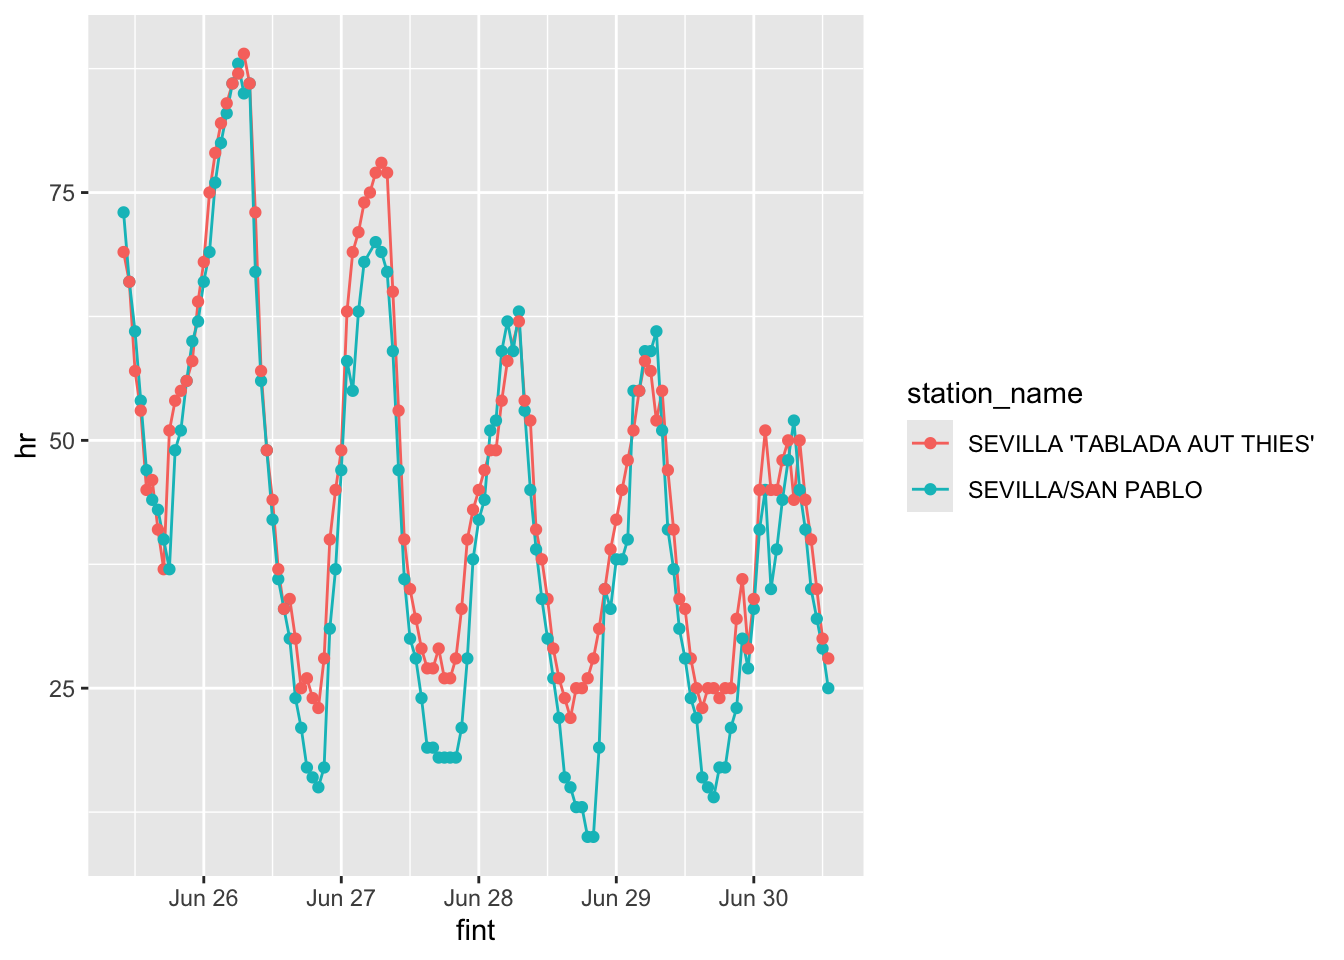 hr
75
50
25
Jun 26
Jun 27
Jun 28
Jun 29
Jun 30
fint
station_name
SEVILLA 'TABLADA AUT THIES'
SEVILLA/SAN PABLO